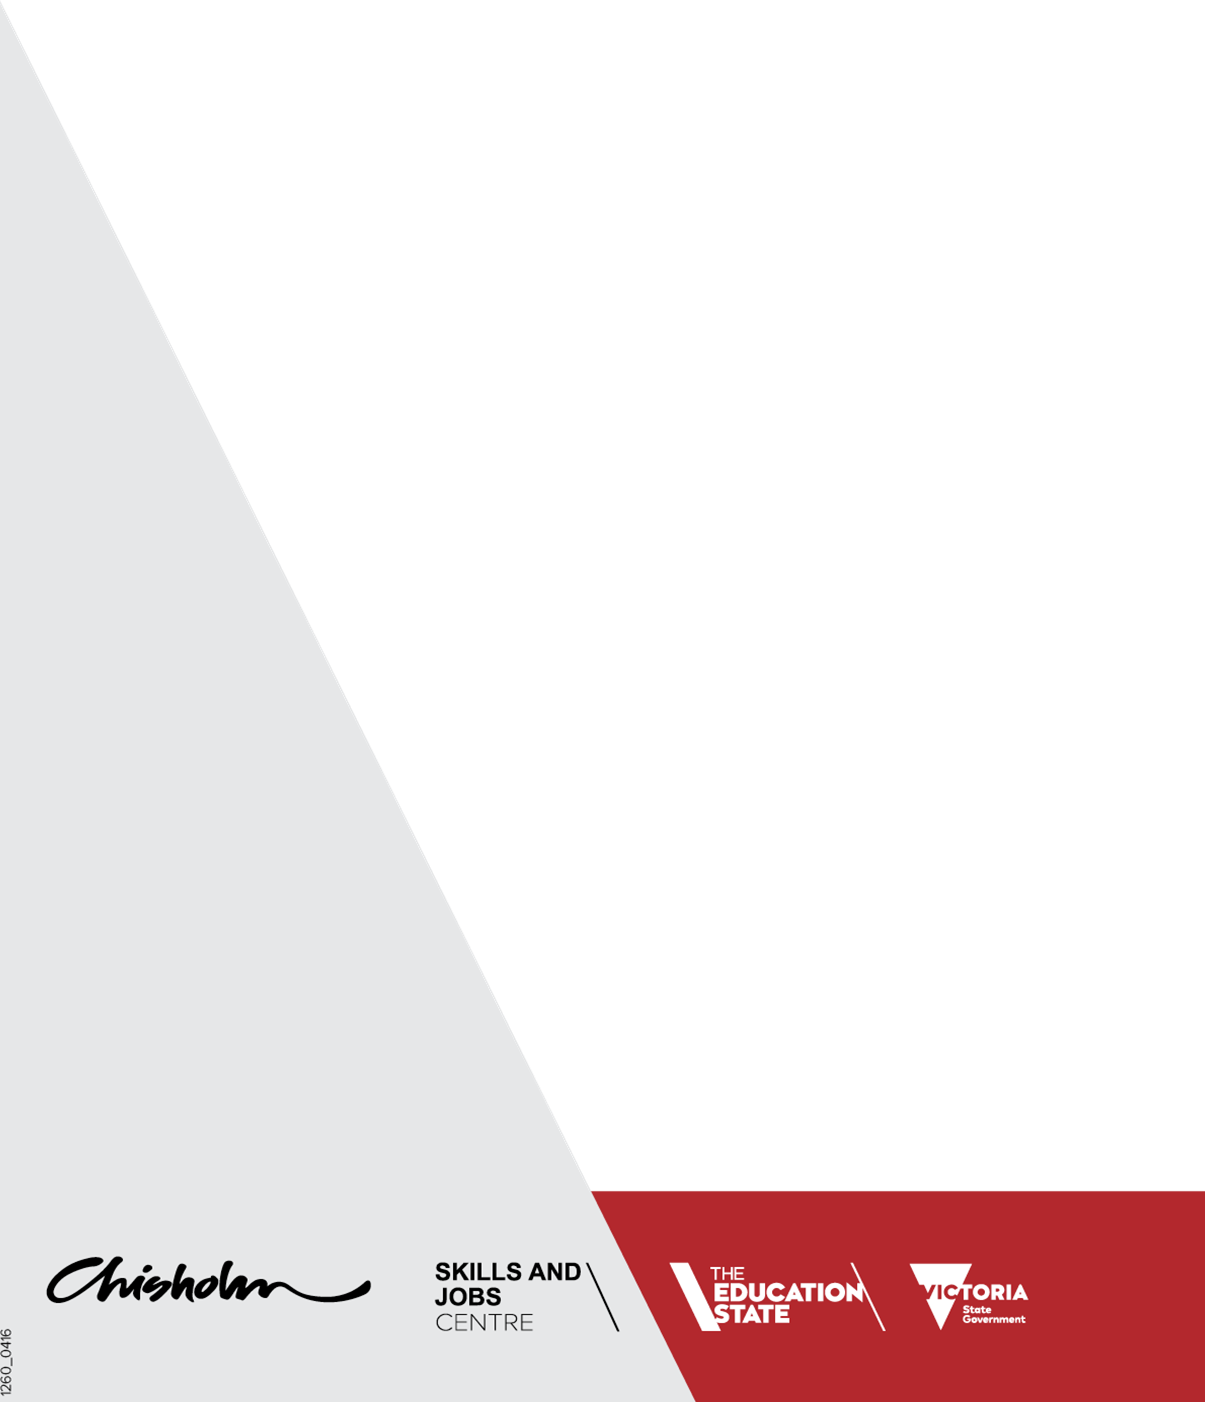 Chisholm
SKILLS AND
JOBS
CENTRE
THE
EDUCATION
STATE
VICTORIA
State
Government
1260_0416